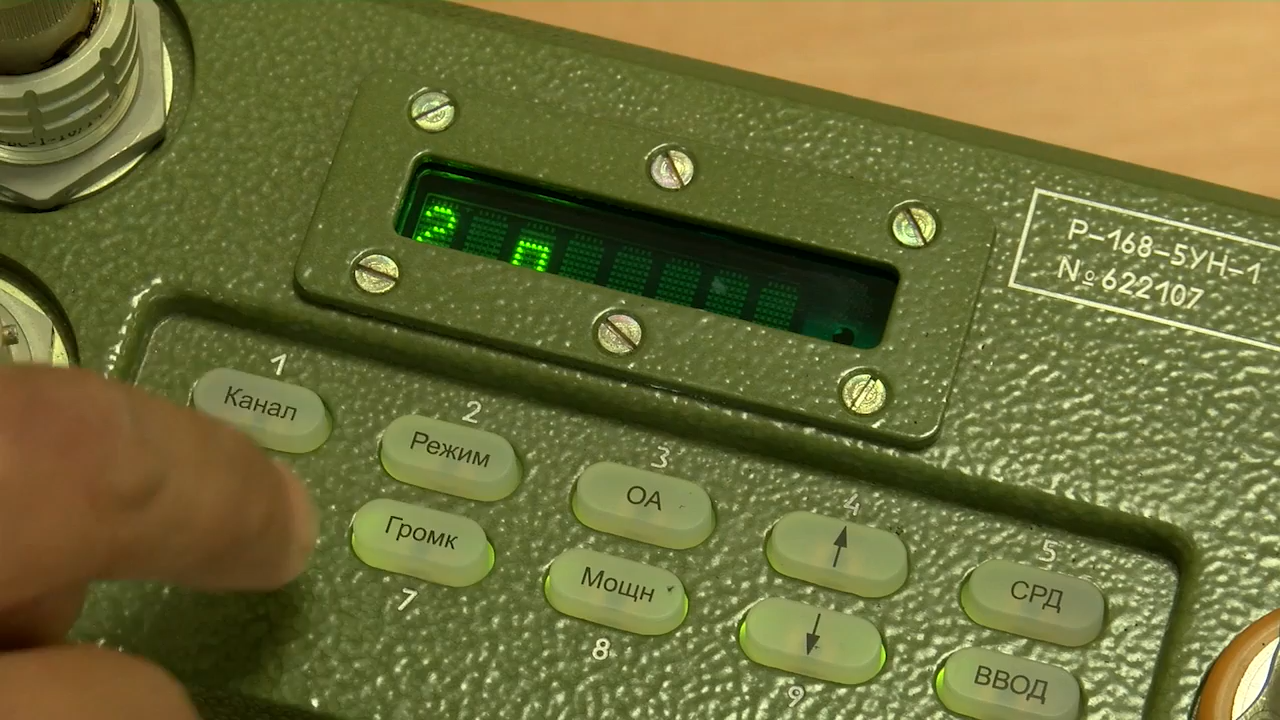 2 п
Р-168-5УН-1
№622107
1
Канал
2
Режим
3
ОА
4
↑
5
СРД
Громк
7
Мощн
8
↓
9
ВВОД